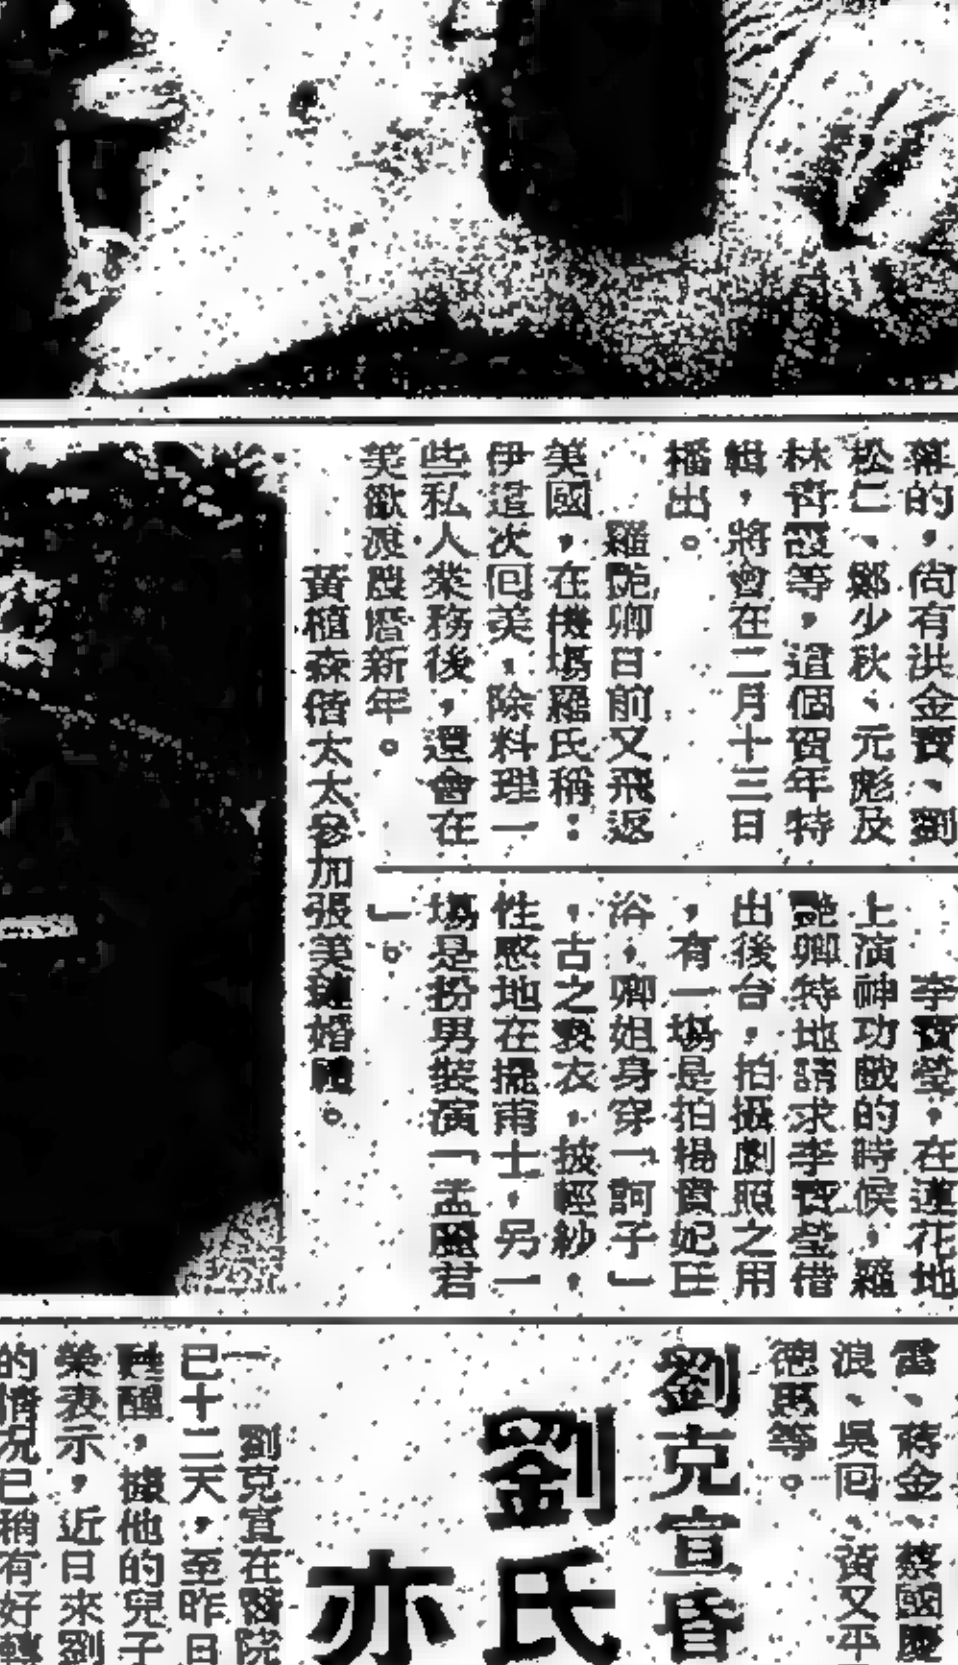 的，尚有洪金寶、劉
松仁、鄭少秋、元彪及
林青霞等，這個賀年特
輯，將會在二月十三日
播出。
羅艷卿日前又飛返
美國，在機場羅氏稱：
伊這次回美，除料理一
些私人業務後，還會在
美歡渡舊曆新年。
黃植森偕太太參加張美婚禮。
李寶瑩，在蓮花地
上演神功戲的時候，羅
艷卿特地請求李寶瑩借
出後台，拍攝劇照之用
，有一場是拍楊貴妃出
浴，卿姐身穿「訶子」
，古之褻衣，披輕紗，
性感地在擺甫士，另一
場是扮男裝演「孟麗君
」。
雷、蔣金、蔡國慶
浪、吳回、黃又平
德馬等。
劉克宣昏
劉氏
亦
劉克宣在醫院
已十二天，至昨日
甦醒，據他的兒子
榮表示，近日來劉
的情況已稍有好轉